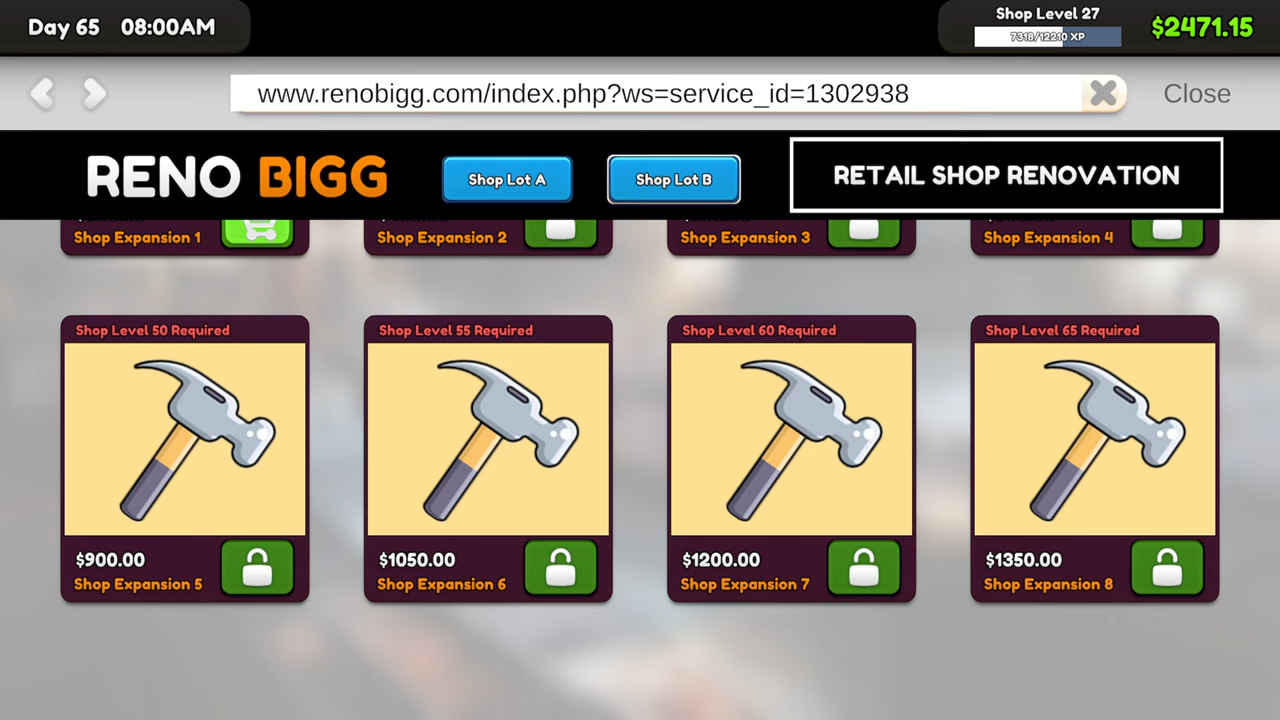 Day 65 08:00AM
Shop Level 27
7318/12210 XP
$2471.15
www.renobigg.com/index.php?ws=service_id=1302938
Close
RENO BIGG
Shop Lot A
Shop Lot B
RETAIL SHOP RENOVATION
Shop Expansion 1
Shop Expansion 2
Shop Expansion 3
Shop Expansion 4
Shop Level 50 Required
Shop Level 55 Required
Shop Level 60 Required
Shop Level 65 Required
$900.00
Shop Expansion 5
$1050.00
Shop Expansion 6
$1200.00
Shop Expansion 7
$1350.00
Shop Expansion 8